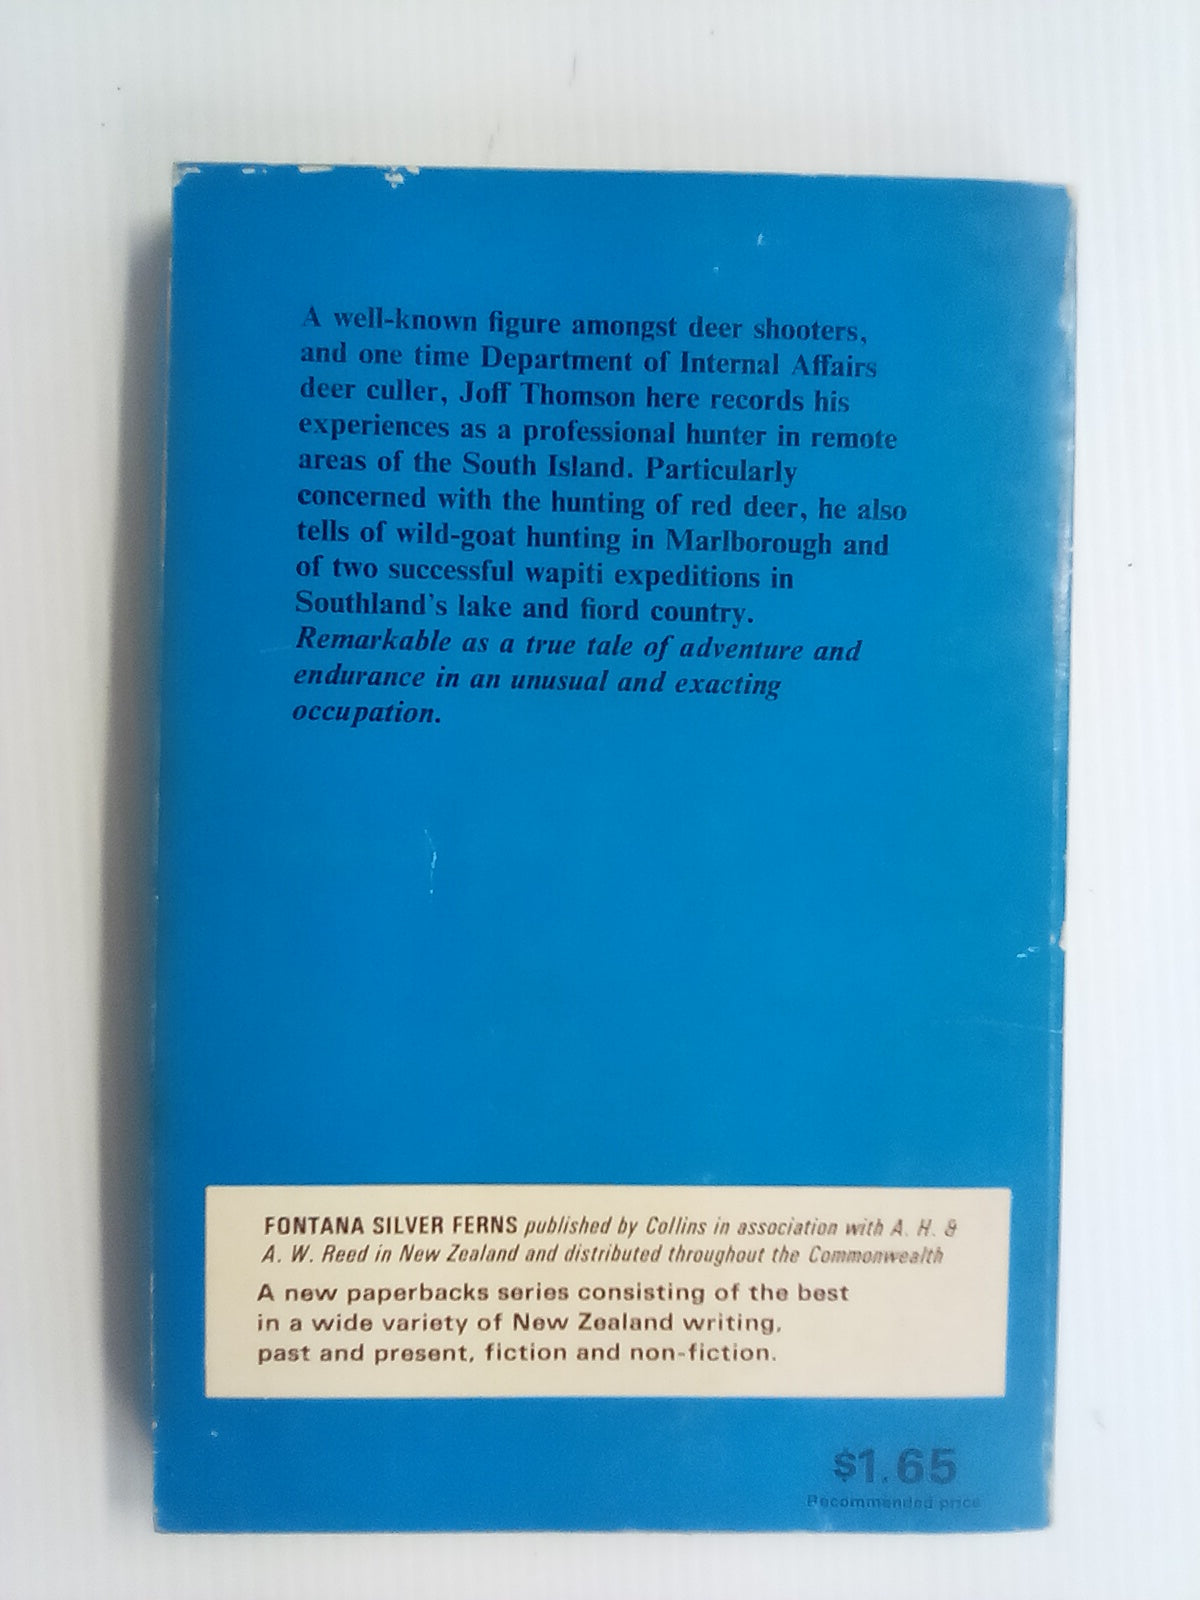 A well-known figure amongst deer shooters,
and one time Department of Internal Affairs
deer culler, Joff Thomson here records his
experiences as a professional hunter in remote
areas of the South Island. Particularly
concerned with the hunting of red deer, he also
tells of wild-goat hunting in Marlborough and
of two successful wapiti expeditions in
Southland's lake and fiord country.
Remarkable as a true tale of adventure and
endurance in an unusual and exacting
occupation.
FONTANA SILVER FERNS published by Collins in association with A. H. &
A. W. Reed in New Zealand and distributed throughout the Commonwealth
A new paperbacks series consisting of the best
in a wide variety of New Zealand writing,
past and present, fiction and non-fiction.
$1.65
Recommended price